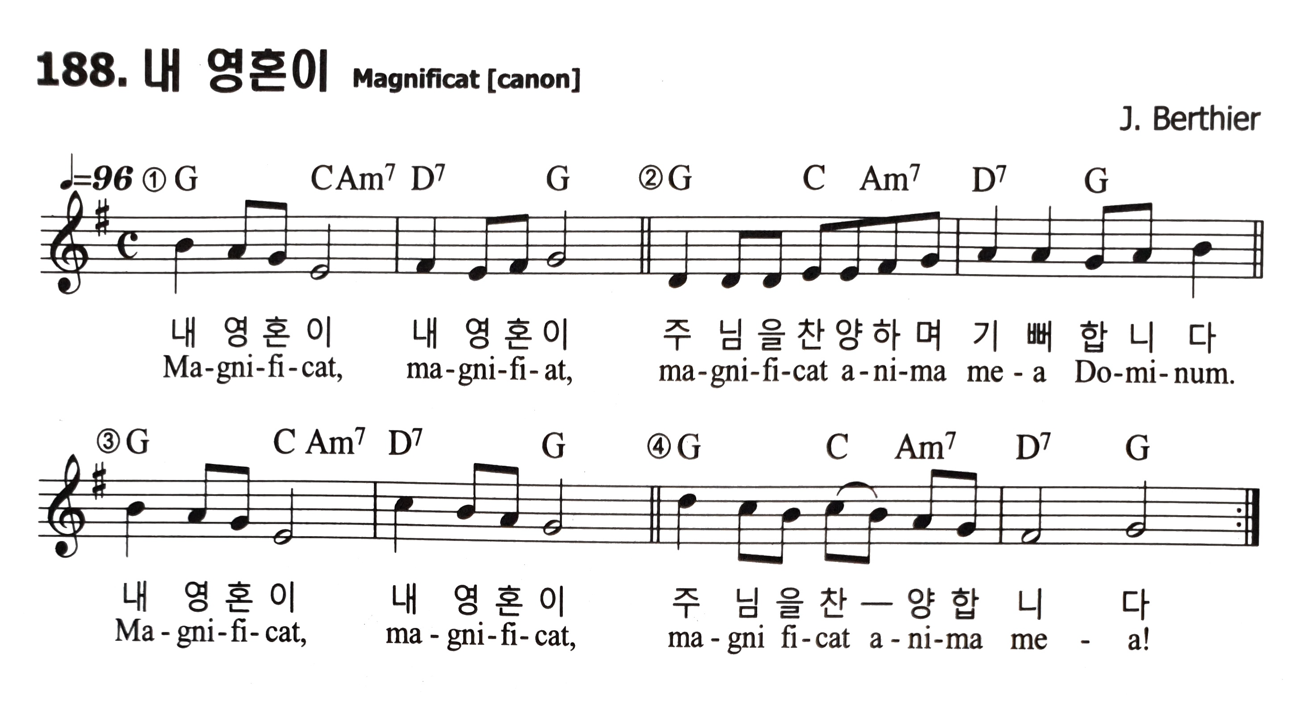 188. 내 영혼이 Magnificat [canon]
J. Berthier
♩=96 ① G C Am7 D7 G ② G C Am7 D7 G
내 영 혼 이 내 영 혼 이 주 님 을 찬 양 하 며 기 뻐 합 니 다
Ma-gni-fi-cat, ma-gni-fi-at, ma-gni-fi-cat a-ni-ma me-a Do-mi-num.
③ G C Am7 D7 G ④ G C Am7 D7 G
내 영 혼 이 내 영 혼 이 주 님 을 찬 — 양 합 니 다
Ma-gni-fi-cat, ma-gni-fi-cat, ma-gni fi-cat a-ni-ma me - a!